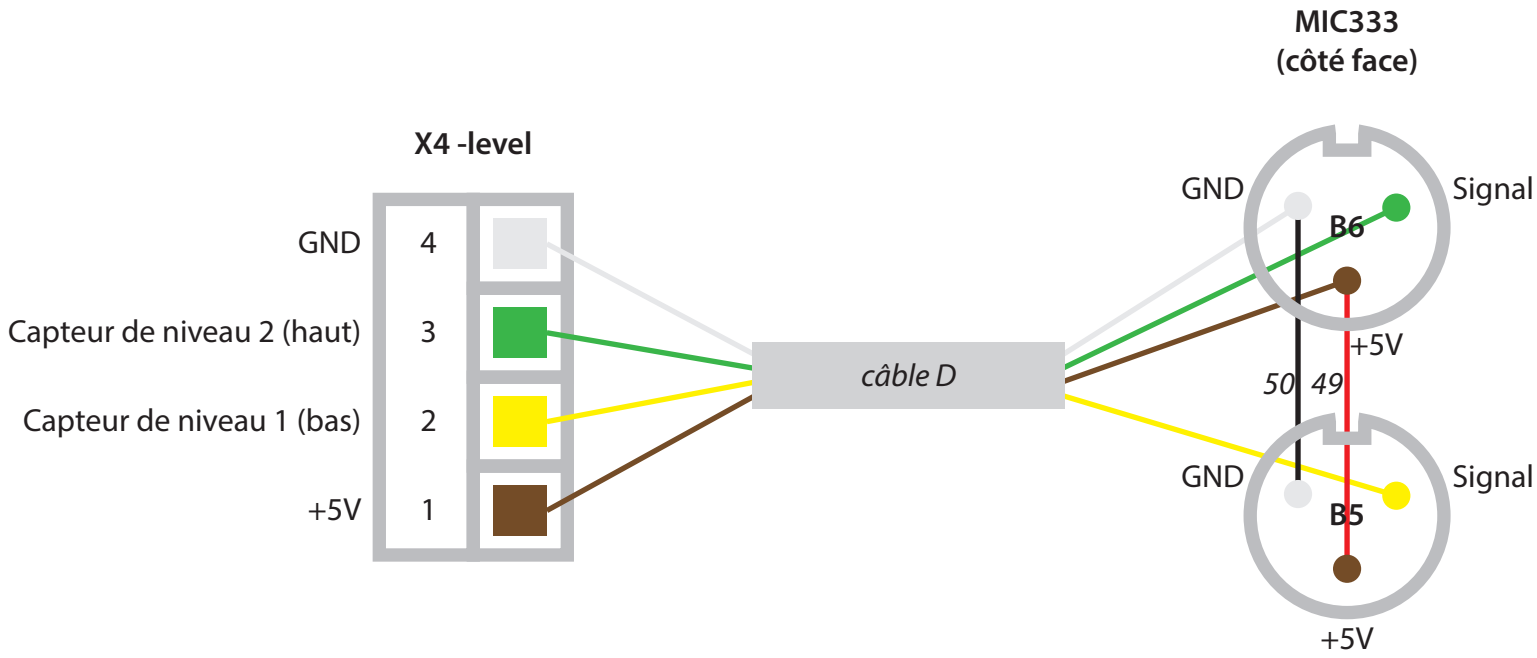 MIC333
(côté face)
X4 -level
GND 4
Capteur de niveau 2 (haut) 3
Capteur de niveau 1 (bas) 2
+5V 1
câble D
GND
Signal
B6
+5V
50 49
GND
Signal
B5
+5V